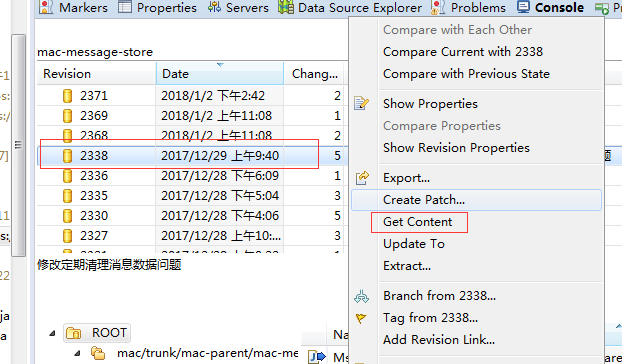 Markers Properties Servers Data Source Explorer Problems Console
mac-message-store
Revision Date Chang...
2371 2018/1/2 下午2:42 2
2369 2018/1/2 上午11:08 1
2368 2018/1/2 上午11:08 2
2338 2017/12/29 上午9:40 5
2336 2017/12/28 下午6:09 1
2335 2017/12/28 下午5:04 3
2330 2017/12/28 下午4:06 5
2327 2017/12/28 上午10:... 3
修改定期清理消息数据问题
ROOT
mac/trunk/mac-parent/mac-me
Na
Compare with Each Other
Compare Current with 2338
Compare with Previous State
Show Properties
Compare Properties
Show Revision Properties
Export...
Create Patch...
Get Content
Update To
Extract...
Branch from 2338...
Tag from 2338...
Add Revision Link...